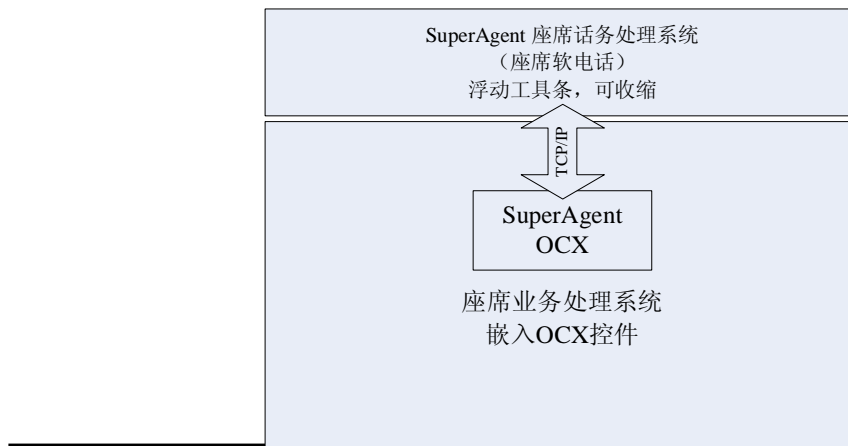 SuperAgent 座席话务处理系统
（座席软电话）
浮动工具条，可收缩
TCP/IP
SuperAgent
OCX
座席业务处理系统
嵌入OCX控件